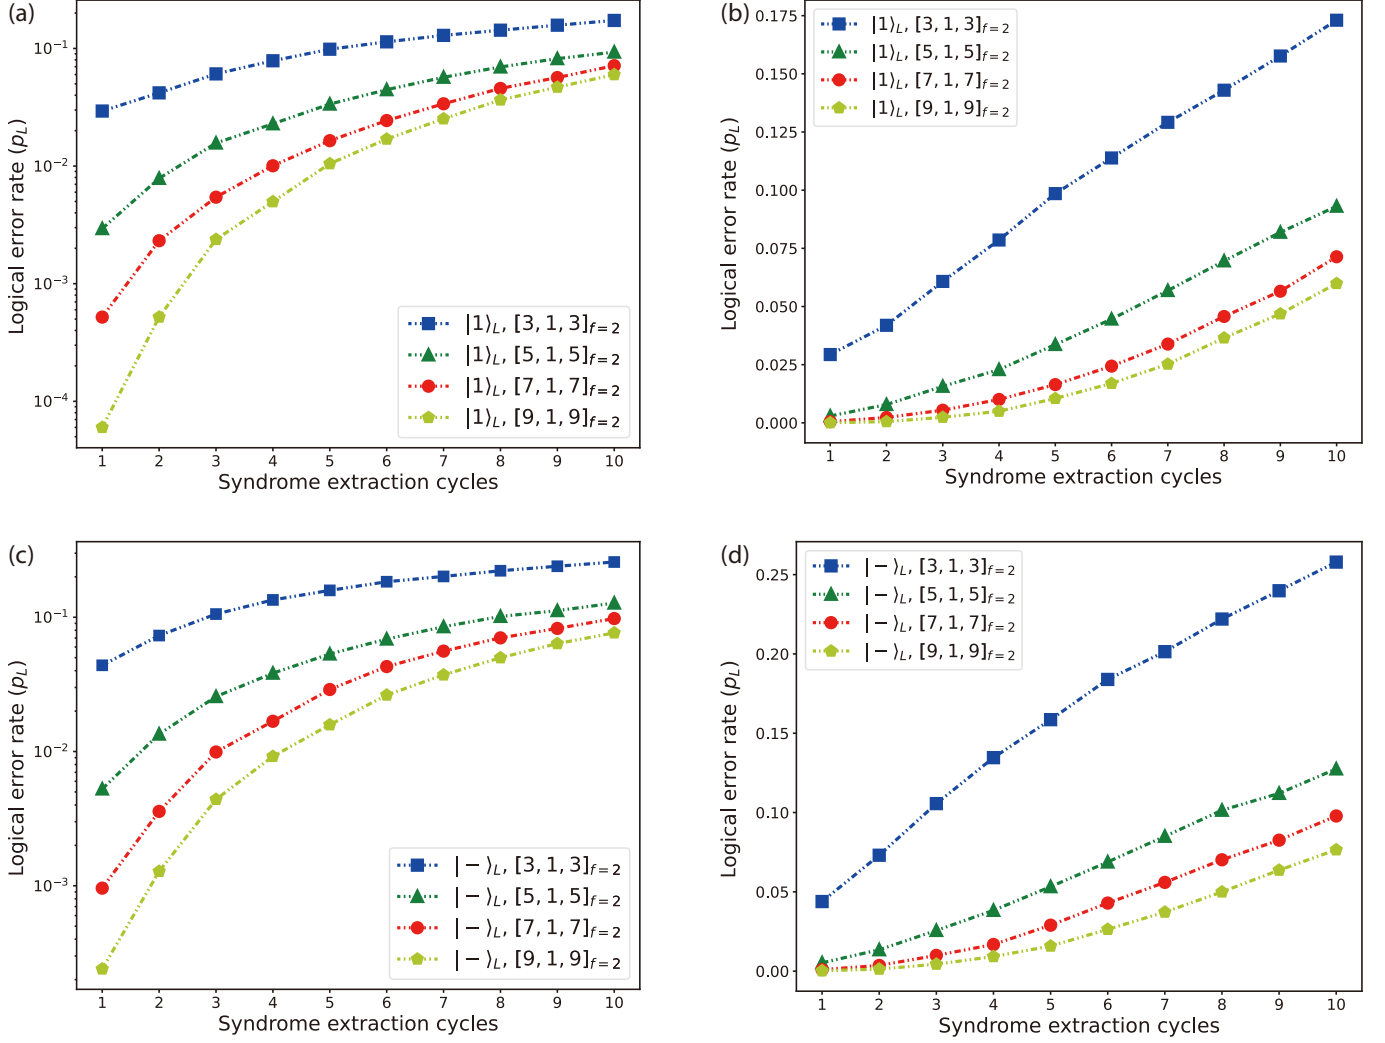 (a)
Logical error rate (p_L)
10⁻¹
10⁻²
10⁻³
10⁻⁴
|1⟩_L, [3, 1, 3]_{f=2}
|1⟩_L, [5, 1, 5]_{f=2}
|1⟩_L, [7, 1, 7]_{f=2}
|1⟩_L, [9, 1, 9]_{f=2}
1 2 3 4 5 6 7 8 9 10
Syndrome extraction cycles
(b)
Logical error rate (p_L)
0.175
0.150
0.125
0.100
0.075
0.050
0.025
0.000
|1⟩_L, [3, 1, 3]_{f=2}
|1⟩_L, [5, 1, 5]_{f=2}
|1⟩_L, [7, 1, 7]_{f=2}
|1⟩_L, [9, 1, 9]_{f=2}
1 2 3 4 5 6 7 8 9 10
Syndrome extraction cycles
(c)
Logical error rate (p_L)
10⁻¹
10⁻²
10⁻³
|−⟩_L, [3, 1, 3]_{f=2}
|−⟩_L, [5, 1, 5]_{f=2}
|−⟩_L, [7, 1, 7]_{f=2}
|−⟩_L, [9, 1, 9]_{f=2}
1 2 3 4 5 6 7 8 9 10
Syndrome extraction cycles
(d)
Logical error rate (p_L)
0.25
0.20
0.15
0.10
0.05
0.00
|−⟩_L, [3, 1, 3]_{f=2}
|−⟩_L, [5, 1, 5]_{f=2}
|−⟩_L, [7, 1, 7]_{f=2}
|−⟩_L, [9, 1, 9]_{f=2}
1 2 3 4 5 6 7 8 9 10
Syndrome extraction cycles